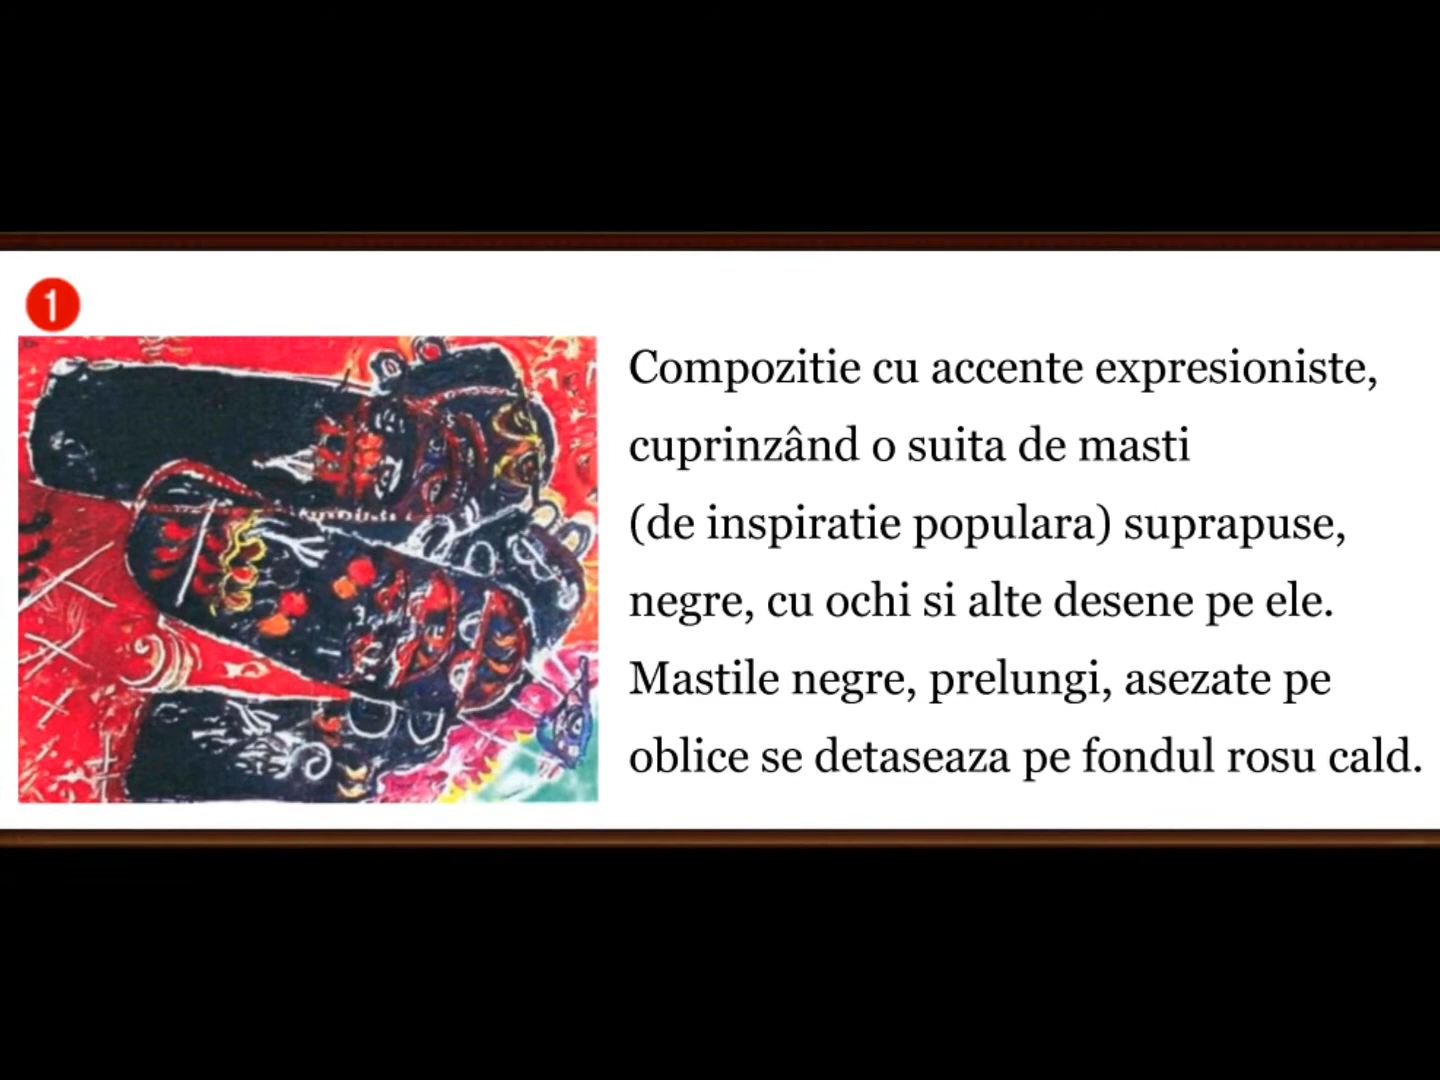 1
Compozitie cu accente expresioniste,
cuprinzând o suita de masti
(de inspiratie populara) suprapuse,
negre, cu ochi si alte desene pe ele.
Mastile negre, prelungi, asezate pe
oblice se detaseaza pe fondul rosu cald.